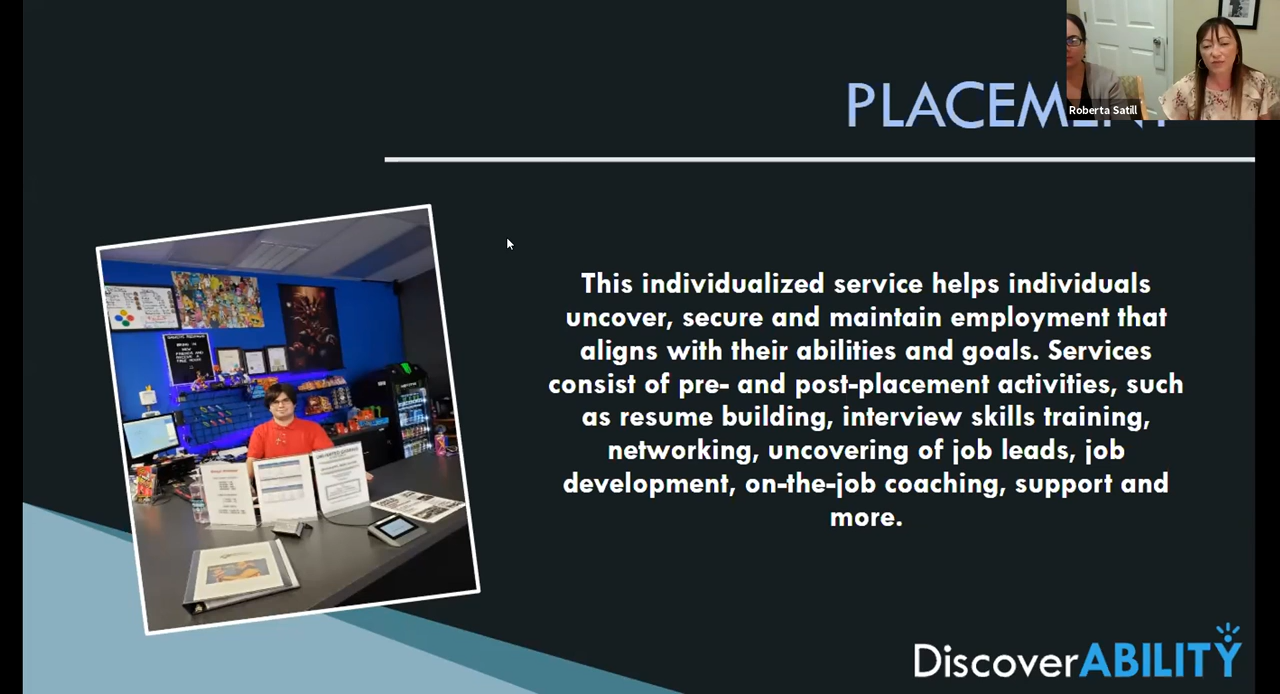 PLACEM
Roberta Satill
This individualized service helps individuals
uncover, secure and maintain employment that
aligns with their abilities and goals. Services
consist of pre- and post-placement activities, such
as resume building, interview skills training,
networking, uncovering of job leads, job
development, on-the-job coaching, support and
more.
DiscoverABILITY